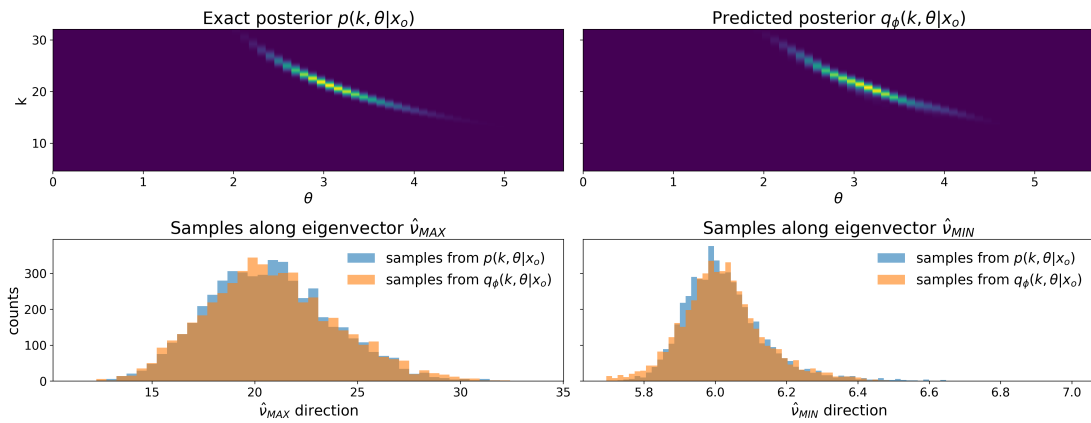 Exact posterior p(k, θ|x_o)
Predicted posterior q_ϕ(k, θ|x_o)
k
30
20
10
0 1 2 3 4 5
θ
30
20
10
0 1 2 3 4 5
θ
Samples along eigenvector ν̂_MAX
Samples along eigenvector ν̂_MIN
counts
300
200
100
0
samples from p(k, θ|x_o)
samples from q_ϕ(k, θ|x_o)
15 20 25 30 35
ν̂_MAX direction
samples from p(k, θ|x_o)
samples from q_ϕ(k, θ|x_o)
5.8 6.0 6.2 6.4 6.6 6.8 7.0
ν̂_MIN direction